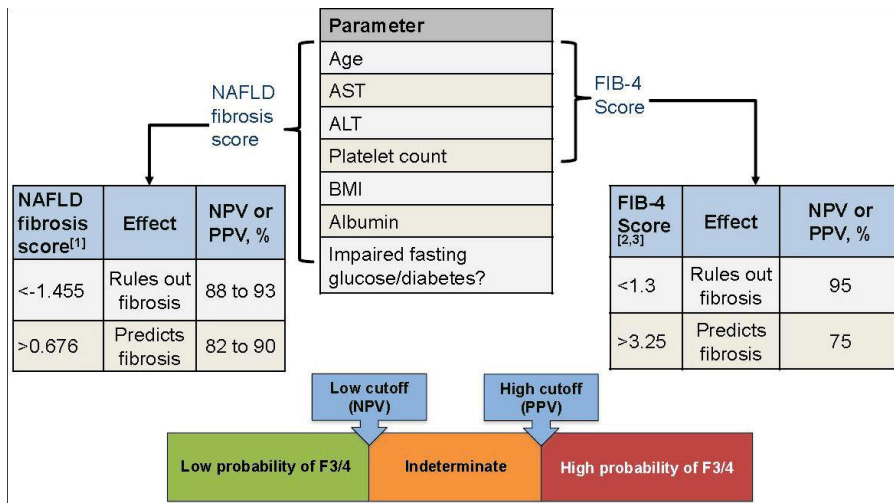 Parameter
Age
AST
ALT
Platelet count
BMI
Albumin
Impaired fasting
glucose/diabetes?
NAFLD
fibrosis
score
FIB-4
Score
NAFLD
fibrosis
score[1]
Effect
NPV or
PPV, %
<-1.455
Rules out
fibrosis
88 to 93
>0.676
Predicts
fibrosis
82 to 90
FIB-4
Score
[2,3]
Effect
NPV or
PPV, %
<1.3
Rules out
fibrosis
95
>3.25
Predicts
fibrosis
75
Low cutoff
(NPV)
High cutoff
(PPV)
Low probability of F3/4
Indeterminate
High probability of F3/4